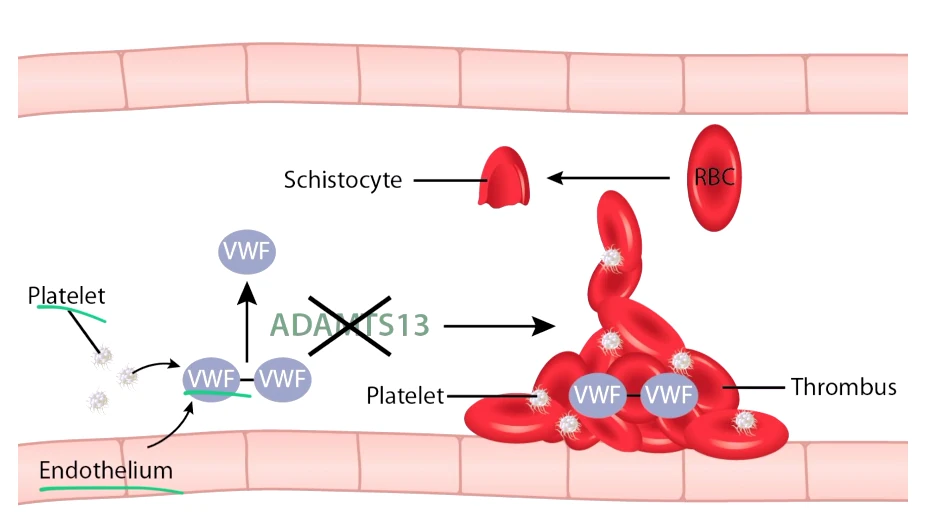 Schistocyte
RBC
VWF
Platelet
ADAMTS13
VWF
VWF
Platelet
VWF
VWF
Thrombus
Endothelium